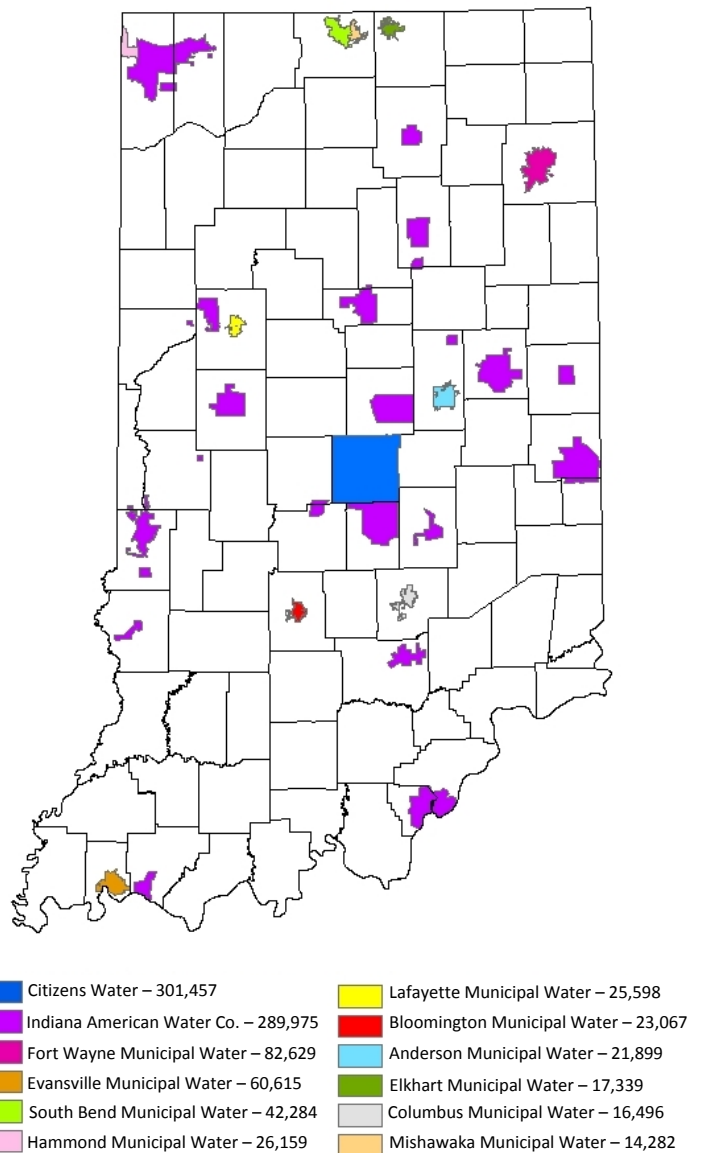 Citizens Water – 301,457
Indiana American Water Co. – 289,975
Fort Wayne Municipal Water – 82,629
Evansville Municipal Water – 60,615
South Bend Municipal Water – 42,284
Hammond Municipal Water – 26,159
Lafayette Municipal Water – 25,598
Bloomington Municipal Water – 23,067
Anderson Municipal Water – 21,899
Elkhart Municipal Water – 17,339
Columbus Municipal Water – 16,496
Mishawaka Municipal Water – 14,282